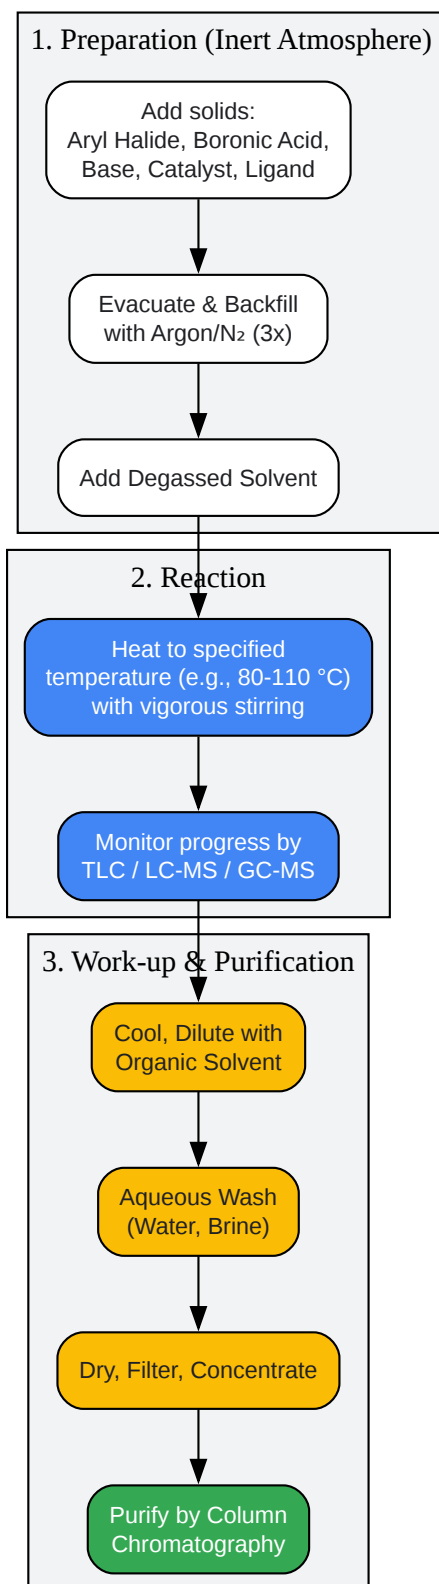 1. Preparation (Inert Atmosphere)
Add solids:
Aryl Halide, Boronic Acid,
Base, Catalyst, Ligand
Evacuate & Backfill
with Argon/N₂ (3x)
Add Degassed Solvent
2. Reaction
Heat to specified
temperature (e.g., 80-110 °C)
with vigorous stirring
Monitor progress by
TLC / LC-MS / GC-MS
3. Work-up & Purification
Cool, Dilute with
Organic Solvent
Aqueous Wash
(Water, Brine)
Dry, Filter, Concentrate
Purify by Column
Chromatography